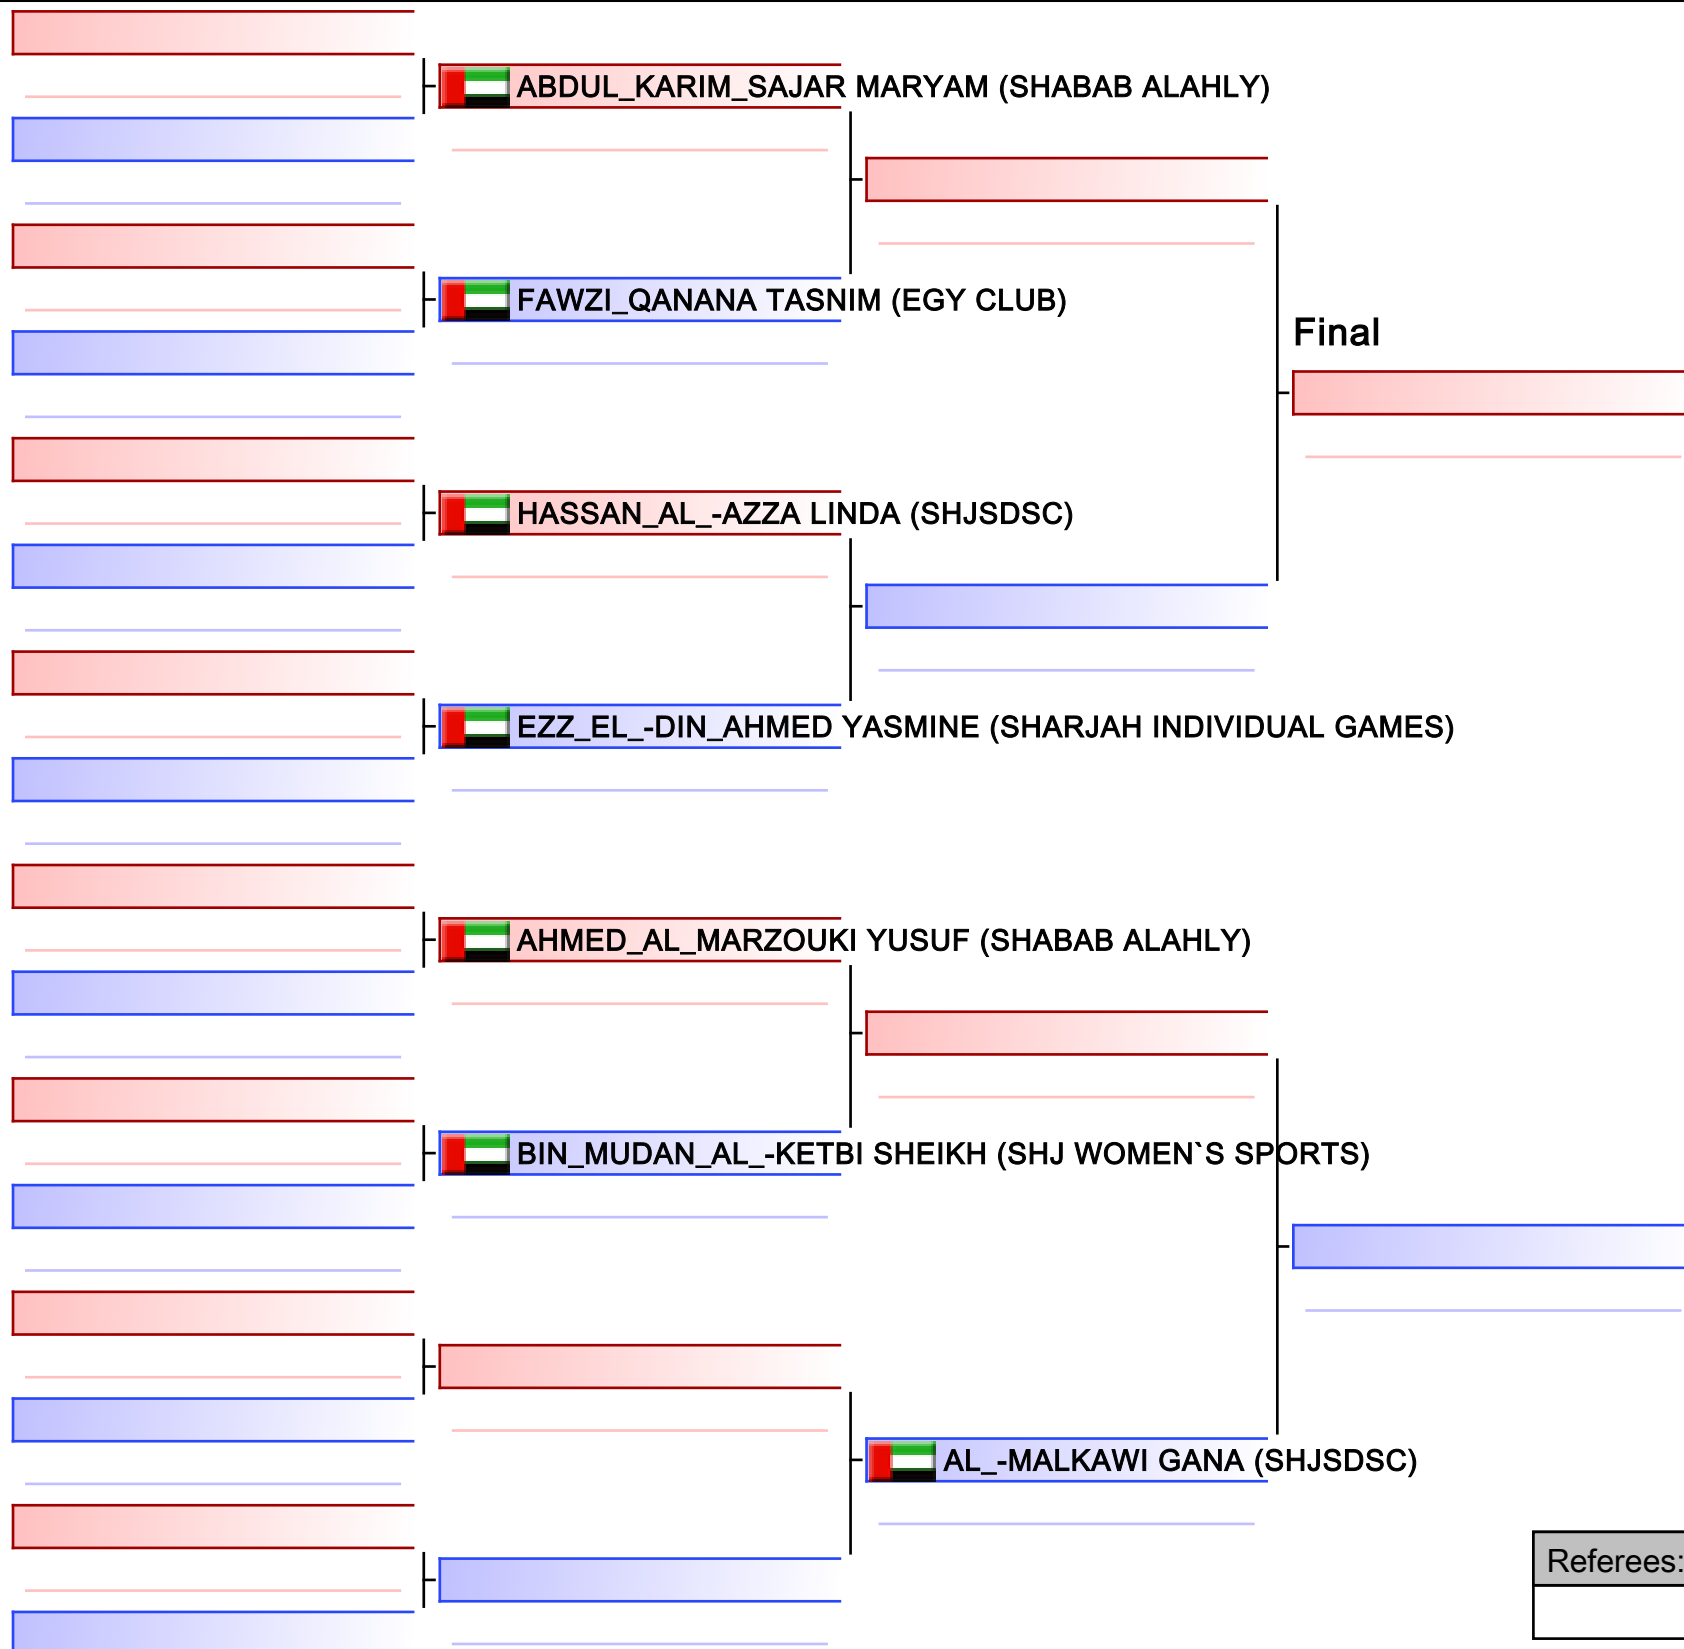 ABDUL_KARIM_SAJAR MARYAM (SHABAB ALAHLY)
FAWZI_QANANA TASNIM (EGY CLUB)
Final
HASSAN_AL_-AZZA LINDA (SHJSDSC)
EZZ_EL_-DIN_AHMED YASMINE (SHARJAH INDIVIDUAL GAMES)
AHMED_AL_MARZOUKI YUSUF (SHABAB ALAHLY)
BIN_MUDAN_AL_-KETBI SHEIKH (SHJ WOMEN`S SPORTS)
AL_-MALKAWI GANA (SHJSDSC)
Referees: